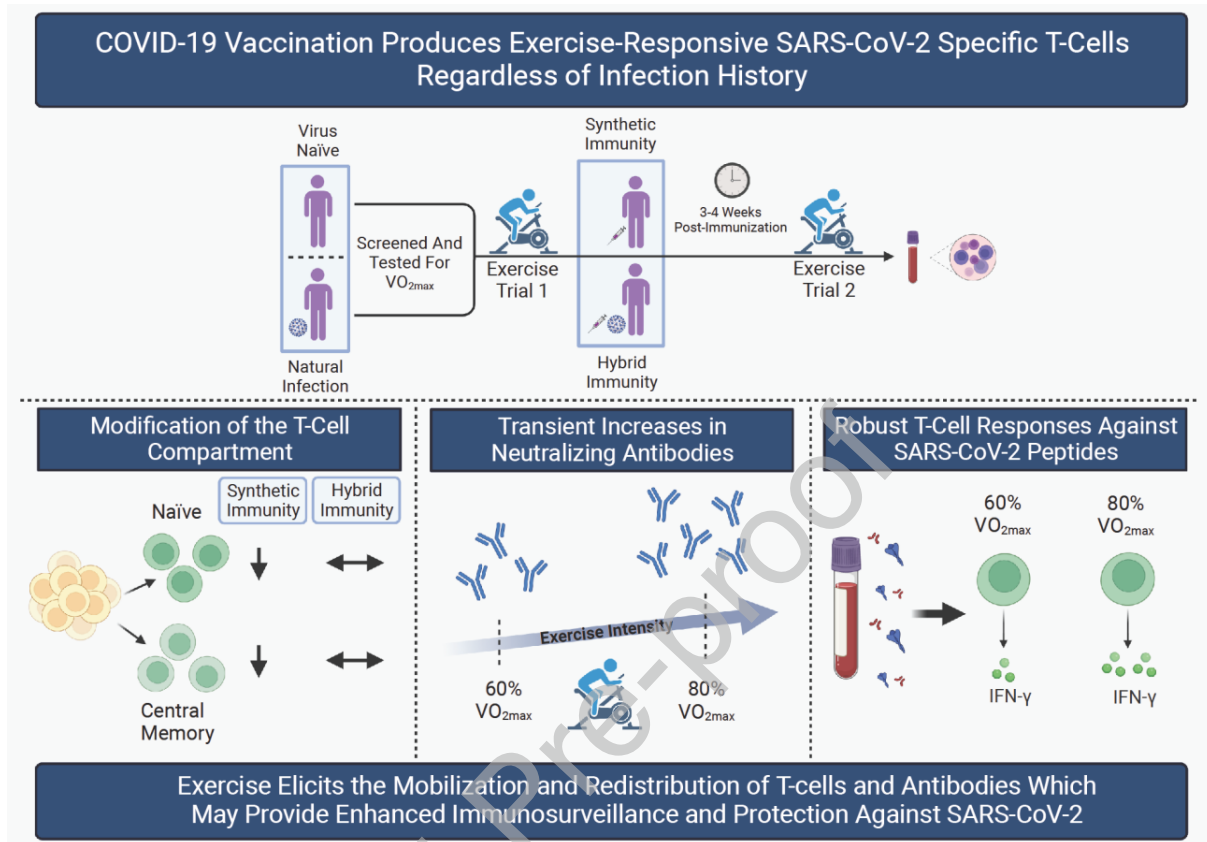 COVID-19 Vaccination Produces Exercise-Responsive SARS-CoV-2 Specific T-Cells
Regardless of Infection History
Virus
Naïve
Natural
Infection
Screened And
Tested For
VO₂max
Exercise
Trial 1
Synthetic
Immunity
Hybrid
Immunity
3-4 Weeks
Post-Immunization
Exercise
Trial 2
Modification of the T-Cell
Compartment
Synthetic
Immunity
Hybrid
Immunity
Naïve
Central
Memory
Transient Increases in
Neutralizing Antibodies
Exercise Intensity
60%
VO₂max
80%
VO₂max
Robust T-Cell Responses Against
SARS-CoV-2 Peptides
60%
VO₂max
80%
VO₂max
IFN-γ
IFN-γ
Exercise Elicits the Mobilization and Redistribution of T-cells and Antibodies Which
May Provide Enhanced Immunosurveillance and Protection Against SARS-CoV-2
Pre-proof